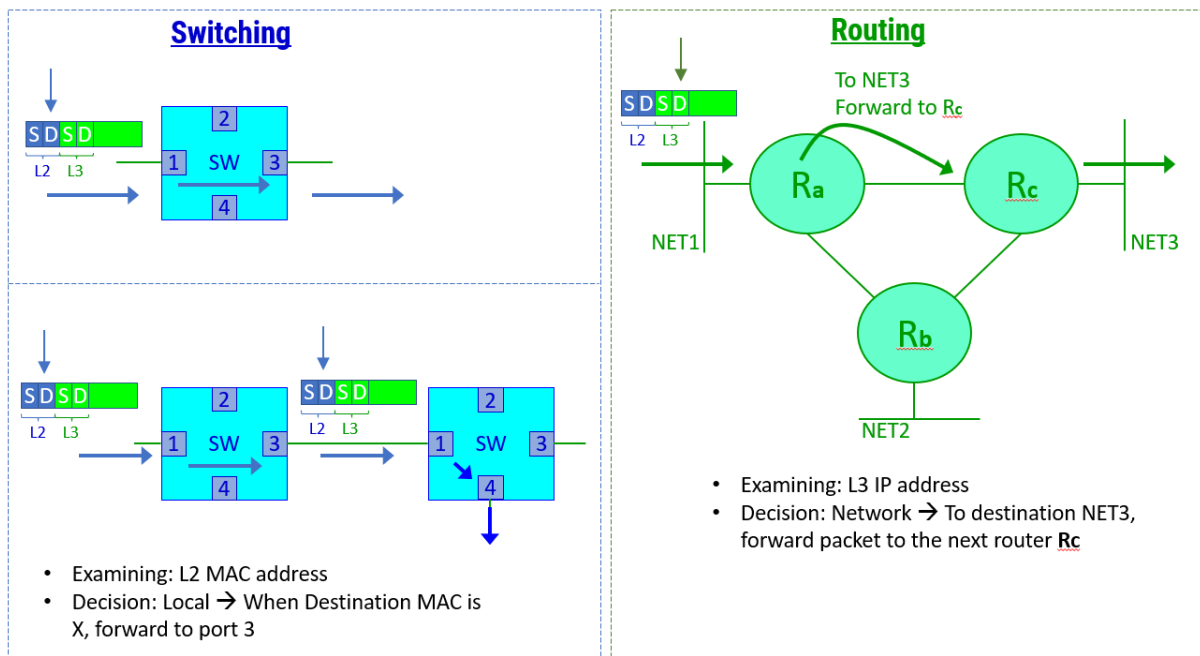 Switching
S D S D
L2 L3
2
1 SW 3
4
S D S D
L2 L3
2
1 SW 3
4
S D S D
L2 L3
2
1 SW 3
4
• Examining: L2 MAC address
• Decision: Local → When Destination MAC is
X, forward to port 3
Routing
To NET3
Forward to Rc
S D S D
L2 L3
Ra
Rc
NET1
NET3
Rb
NET2
• Examining: L3 IP address
• Decision: Network → To destination NET3,
forward packet to the next router Rc